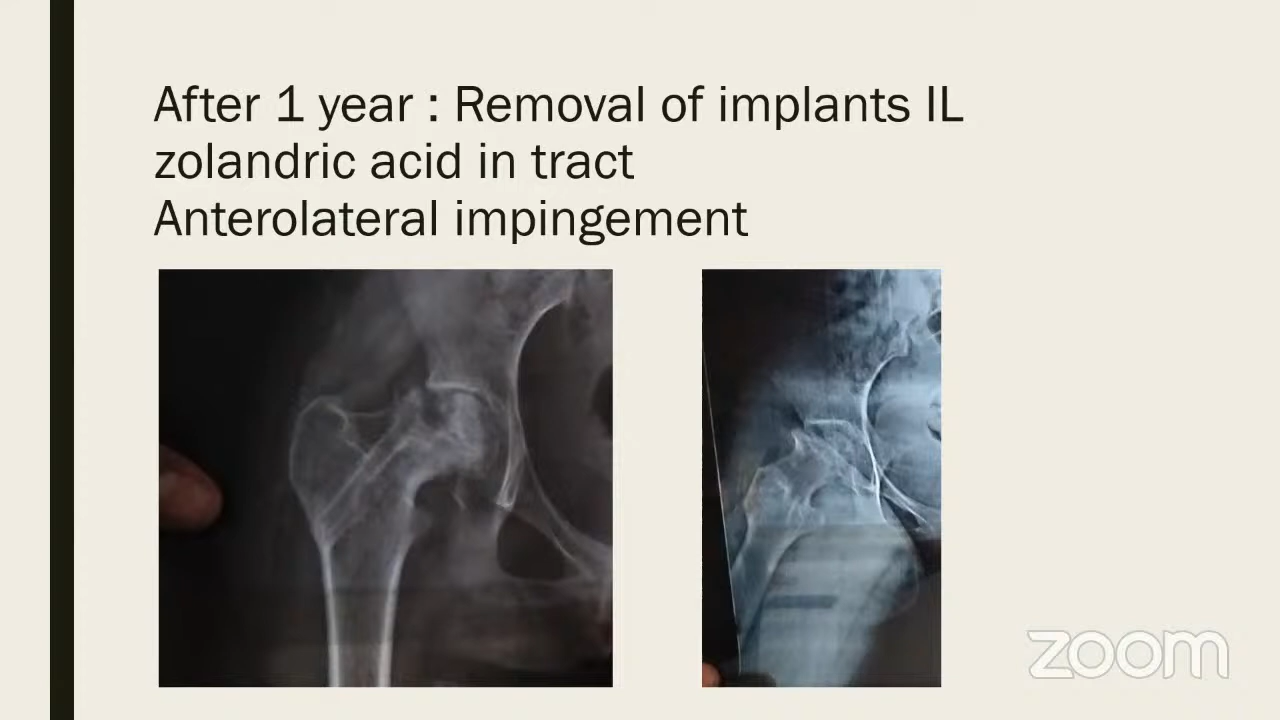 After 1 year : Removal of implants IL
zolandric acid in tract
Anterolateral impingement
zoom